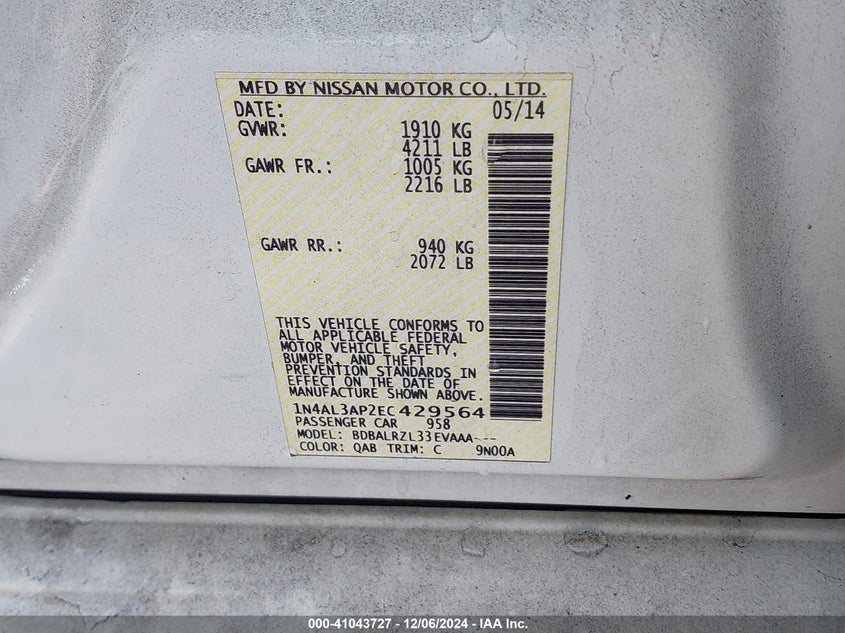 MFD BY NISSAN MOTOR CO., LTD.
DATE: 05/14
GVWR: 1910 KG
4211 LB
GAWR FR.: 1005 KG
2216 LB
GAWR RR.: 940 KG
2072 LB
THIS VEHICLE CONFORMS TO
ALL APPLICABLE FEDERAL
MOTOR VEHICLE SAFETY,
BUMPER, AND THEFT
PREVENTION STANDARDS IN
EFFECT ON THE DATE OF
MANUFACTURE SHOWN ABOVE.
1N4AL3AP2EC429564
PASSENGER CAR 958
MODEL: BDBALRZL33EVAAA---
COLOR: QAB TRIM: C 9N00A
000-41043727 - 12/06/2024 - IAA Inc.